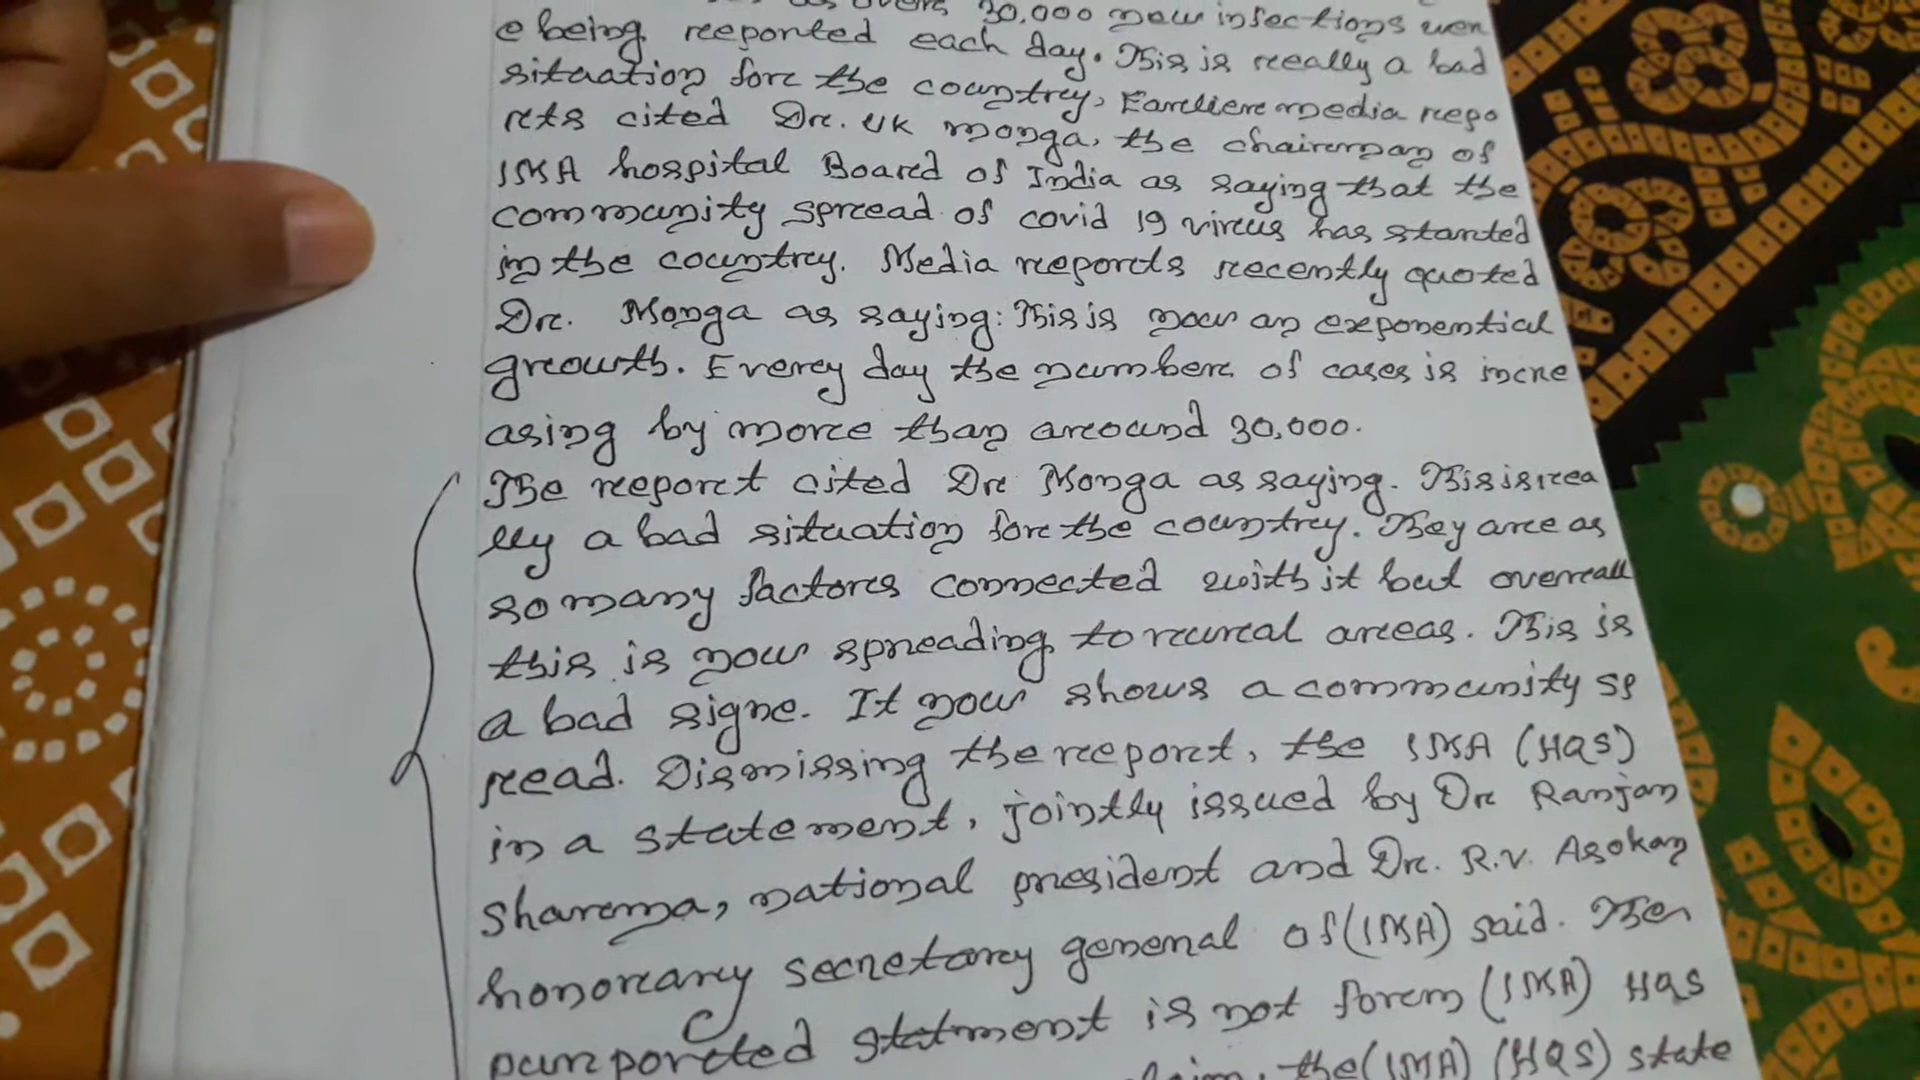 30,000 now infections wer
e being reported each day. This is really a bad
situation for the country, Earlier media repo
rts cited Dr. UK Monga, the chairman of
IMA hospital Board of India as saying that the
community spread of covid 19 virus has started
in the country. Media reports recently quoted
Dr. Monga as saying: This is now an exponential
growth. Every day the number of cases is incre
asing by more than around 30,000.
The report cited Dr Monga as saying. This is rea
lly a bad situation for the country. They are as
so many factors connected with it but overall
this is now spreading to rural areas. This is
a bad signe. It now shows a community sp
read. Dismissing the report, the IMA (HQS)
in a statement, jointly issued by Dr Ranjan
Sharma, national president and Dr. R.V. Asokan
honorary secretary general of (IMA) said. The
purported statment is not form (IMA) HQS
the (IMA) (HQS) state